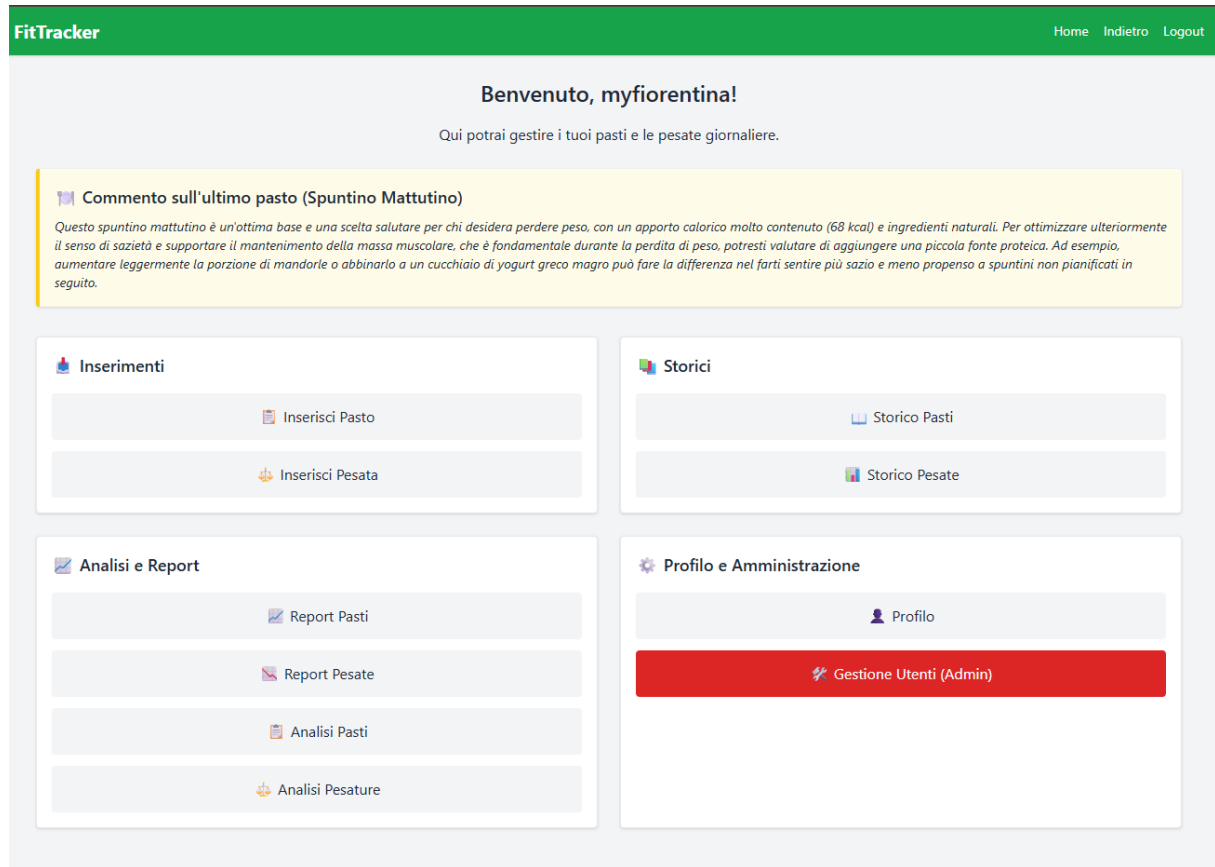 FitTracker
Home Indietro Logout
Benvenuto, myfiorentina!
Qui potrai gestire i tuoi pasti e le pesate giornaliere.
Commento sull'ultimo pasto (Spuntino Mattutino)
Questo spuntino mattutino è un'ottima base e una scelta salutare per chi desidera perdere peso, con un apporto calorico molto contenuto (68 kcal) e ingredienti naturali. Per ottimizzare ulteriormente
il senso di sazietà e supportare il mantenimento della massa muscolare, che è fondamentale durante la perdita di peso, potresti valutare di aggiungere una piccola fonte proteica. Ad esempio,
aumentare leggermente la porzione di mandorle o abbinarlo a un cucchiaio di yogurt greco magro può fare la differenza nel farti sentire più sazio e meno propenso a spuntini non pianificati in
seguito.
Inserimenti
Inserisci Pasto
Inserisci Pesata
Storici
Storico Pasti
Storico Pesate
Analisi e Report
Report Pasti
Report Pesate
Analisi Pasti
Analisi Pesature
Profilo e Amministrazione
Profilo
Gestione Utenti (Admin)